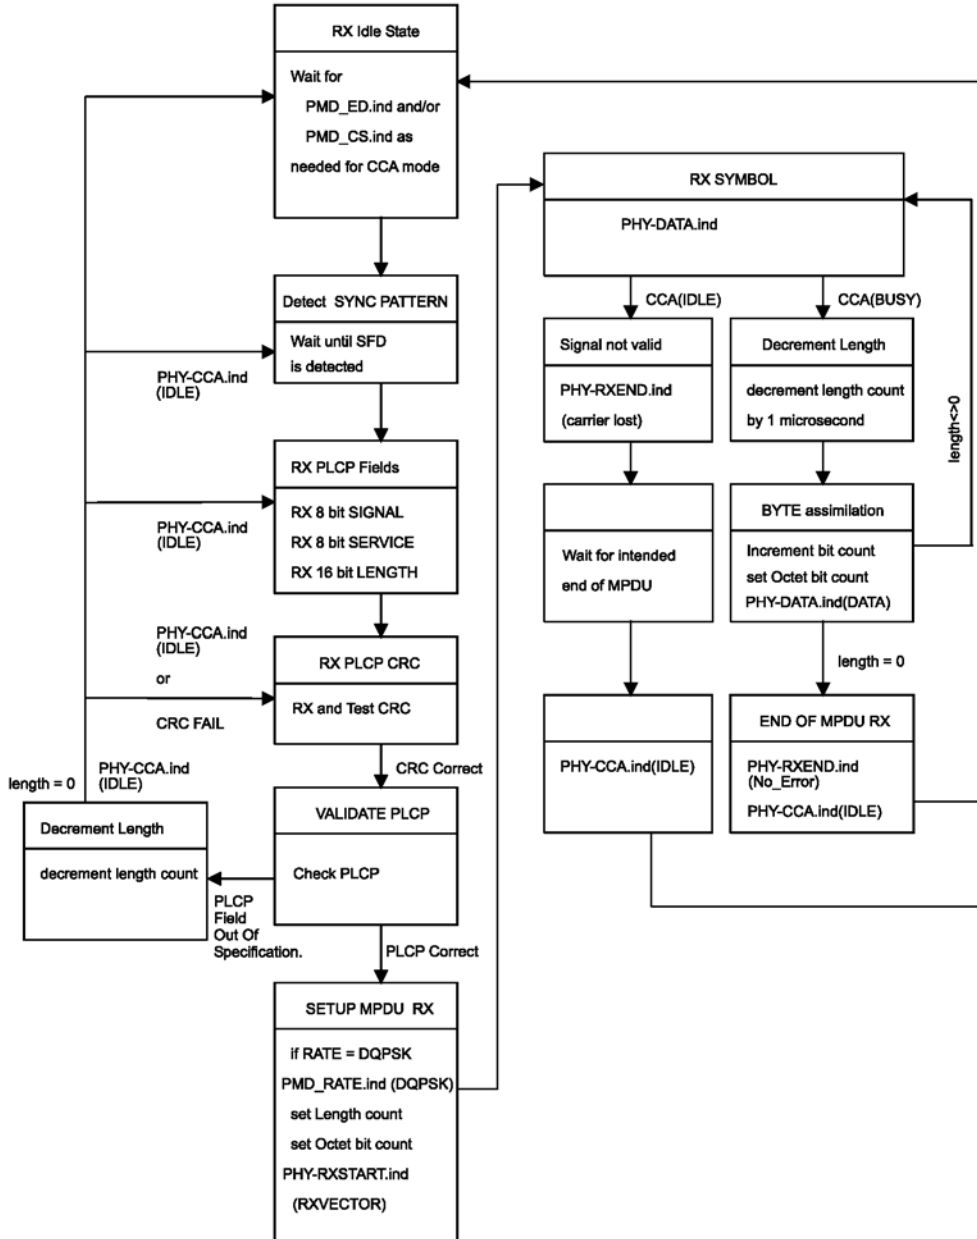 RX Idle State
Wait for
PMD_ED.ind and/or
PMD_CS.ind as
needed for CCA mode
Detect SYNC PATTERN
Wait until SFD
is detected
PHY-CCA.ind
(IDLE)
RX PLCP Fields
RX 8 bit SIGNAL
RX 8 bit SERVICE
RX 16 bit LENGTH
PHY-CCA.ind
(IDLE)
PHY-CCA.ind
(IDLE)
or
CRC FAIL
RX PLCP CRC
RX and Test CRC
CRC Correct
length = 0
PHY-CCA.ind
(IDLE)
Decrement Length
decrement length count
VALIDATE PLCP
Check PLCP
PLCP
Field
Out Of
Specification.
PLCP Correct
SETUP MPDU RX
if RATE = DQPSK
PMD_RATE.ind (DQPSK)
set Length count
set Octet bit count
PHY-RXSTART.ind
(RXVECTOR)
RX SYMBOL
PHY-DATA.ind
CCA(IDLE)
CCA(BUSY)
Signal not valid
PHY-RXEND.ind
(carrier lost)
Decrement Length
decrement length count
by 1 microsecond
length<>0
Wait for intended
end of MPDU
BYTE assimilation
Increment bit count
set Octet bit count
PHY-DATA.ind(DATA)
length = 0
PHY-CCA.ind(IDLE)
END OF MPDU RX
PHY-RXEND.ind
(No_Error)
PHY-CCA.ind(IDLE)